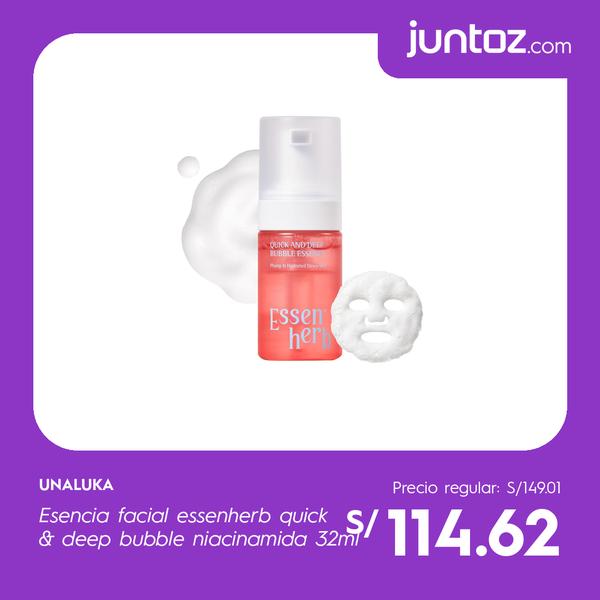 juntoz.com
QUICK AND DEEP
BUBBLE ESSENCE
Essen
herb
UNALUKA
Precio regular: S/149.01
Esencia facial essenherb quick
& deep bubble niacinamida 32ml
S/ 114.62